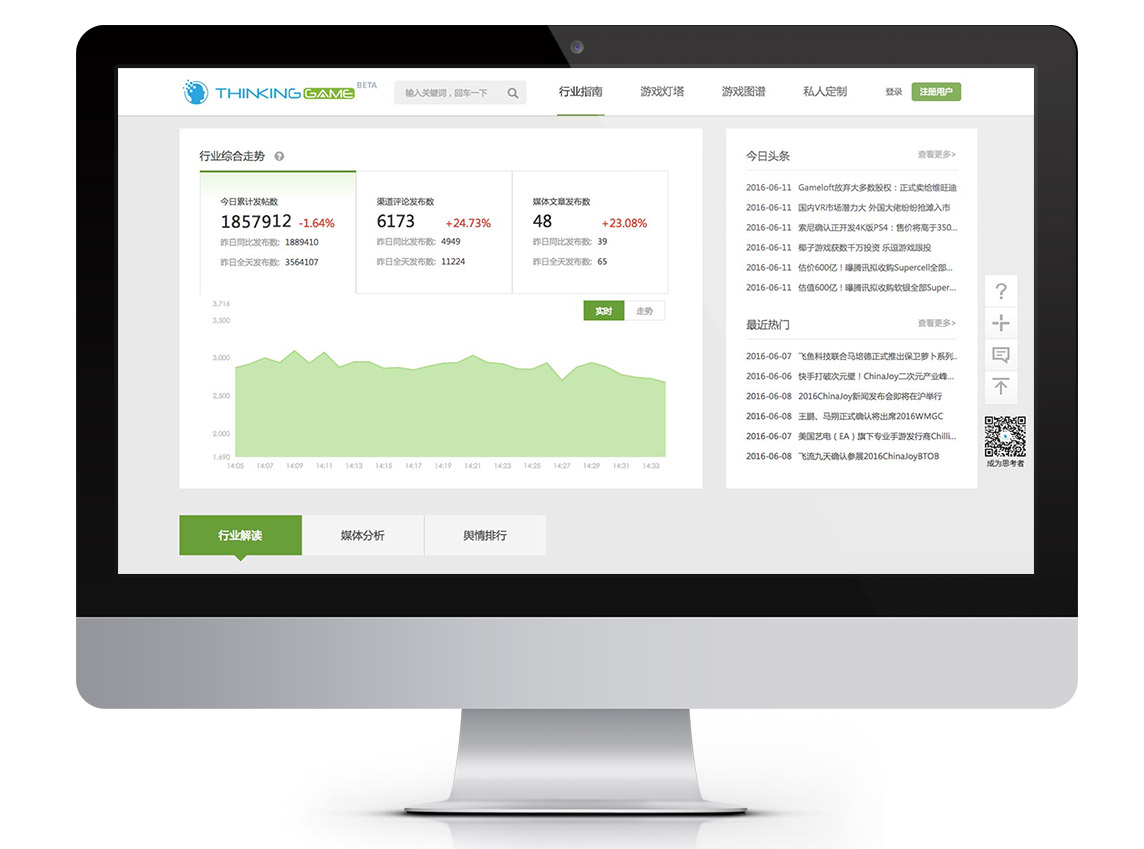 THINKINGGAME BETA
输入关键词，回车一下
行业指南
游戏灯塔
游戏图谱
私人定制
登录
注册用户
行业综合走势 ?
今日累计发帖数
1857912 -1.64%
昨日同比发布数: 1889410
昨日全天发布数: 3564107
渠道评论发布数
6173 +24.73%
昨日同比发布数: 4949
昨日全天发布数: 11224
媒体文章发布数
48 +23.08%
昨日同比发布数: 39
昨日全天发布数: 65
实时
走势
3,716
3,500
3,000
2,500
2,000
1,690
14:05 14:07 14:09 14:11 14:13 14:15 14:17 14:19 14:21 14:23 14:25 14:27 14:29 14:31 14:33
今日头条 查看更多>
2016-06-11 Gameloft放弃大多数股权：正式卖给维旺迪
2016-06-11 国内VR市场潜力大 外国大佬纷纷抢滩入市
2016-06-11 索尼确认正开发4K版PS4：售价将高于350...
2016-06-11 椰子游戏获数千万投资 乐逗游戏跟投
2016-06-11 估价600亿！曝腾讯拟收购Supercell全部...
2016-06-11 估值600亿！曝腾讯拟收购软银全部Super...
最近热门 查看更多>
2016-06-07 飞鱼科技联合马培德正式推出保卫萝卜系列..
2016-06-06 快手打破次元壁！ChinaJoy二次元产业峰...
2016-06-08 2016ChinaJoy新闻发布会即将在沪举行
2016-06-08 王鹏、马朔正式确认将出席2016WMGC
2016-06-07 美国艺电（EA）旗下专业手游发行商Chilli...
2016-06-08 飞流九天确认参展2016ChinaJoyBTOB
?
成为思考者
行业解读
媒体分析
舆情排行